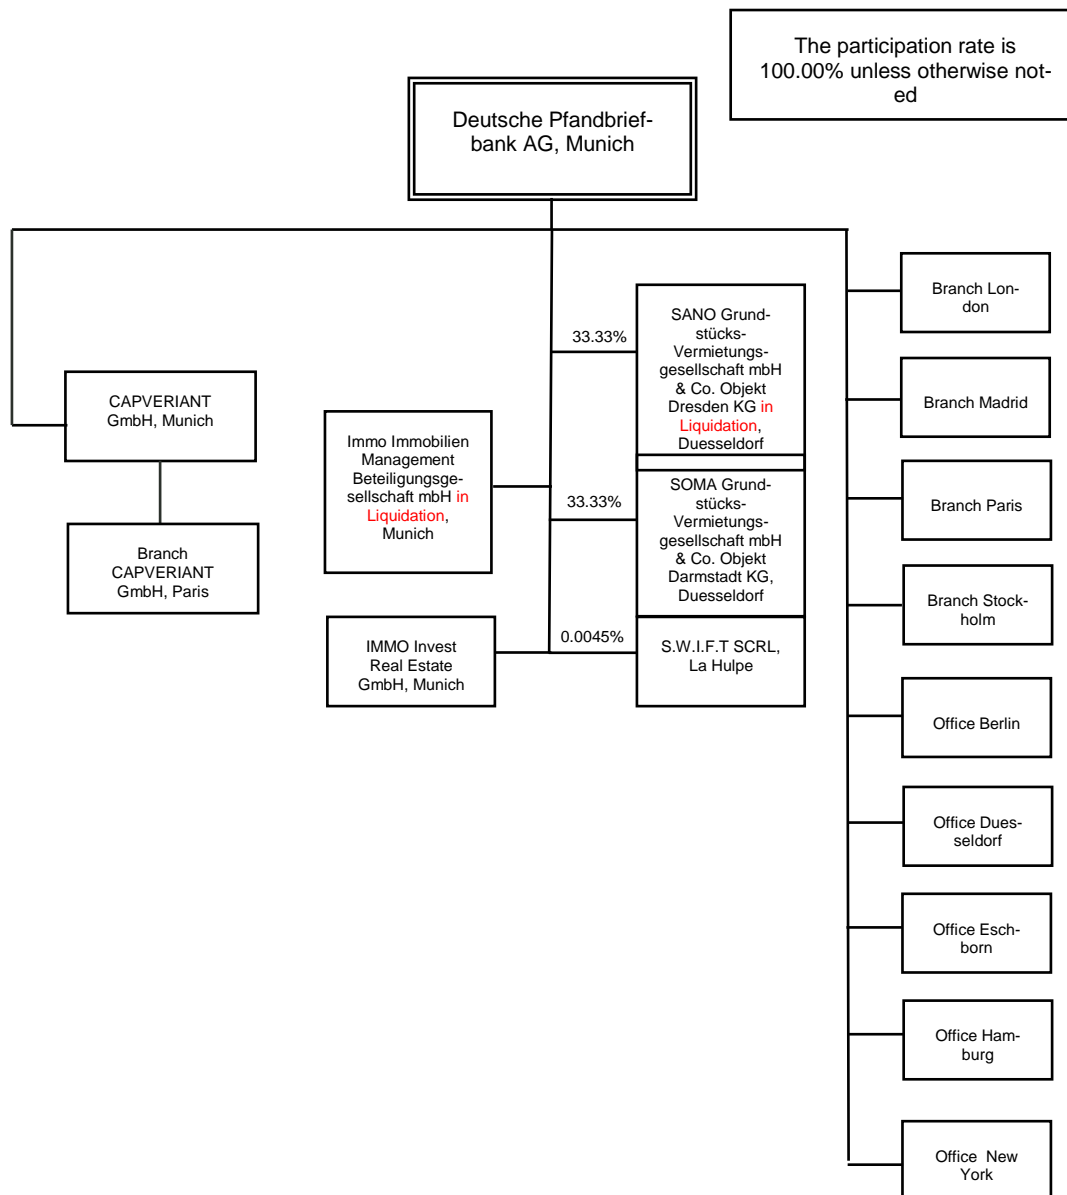 The participation rate is
100.00% unless otherwise not-
ed
Deutsche Pfandbrief-
bank AG, Munich
CAPVERIANT
GmbH, Munich
Branch
CAPVERIANT
GmbH, Paris
Immo Immobilien
Management
Beteiligungsge-
sellschaft mbH in
Liquidation,
Munich
IMMO Invest
Real Estate
GmbH, Munich
33.33%
SANO Grund-
stücks-
Vermietungs-
gesellschaft mbH
& Co. Objekt
Dresden KG in
Liquidation,
Duesseldorf
33.33%
SOMA Grund-
stücks-
Vermietungs-
gesellschaft mbH
& Co. Objekt
Darmstadt KG,
Duesseldorf
0.0045%
S.W.I.F.T SCRL,
La Hulpe
Branch Lon-
don
Branch Madrid
Branch Paris
Branch Stock-
holm
Office Berlin
Office Dues-
seldorf
Office Esch-
born
Office Ham-
burg
Office New
York